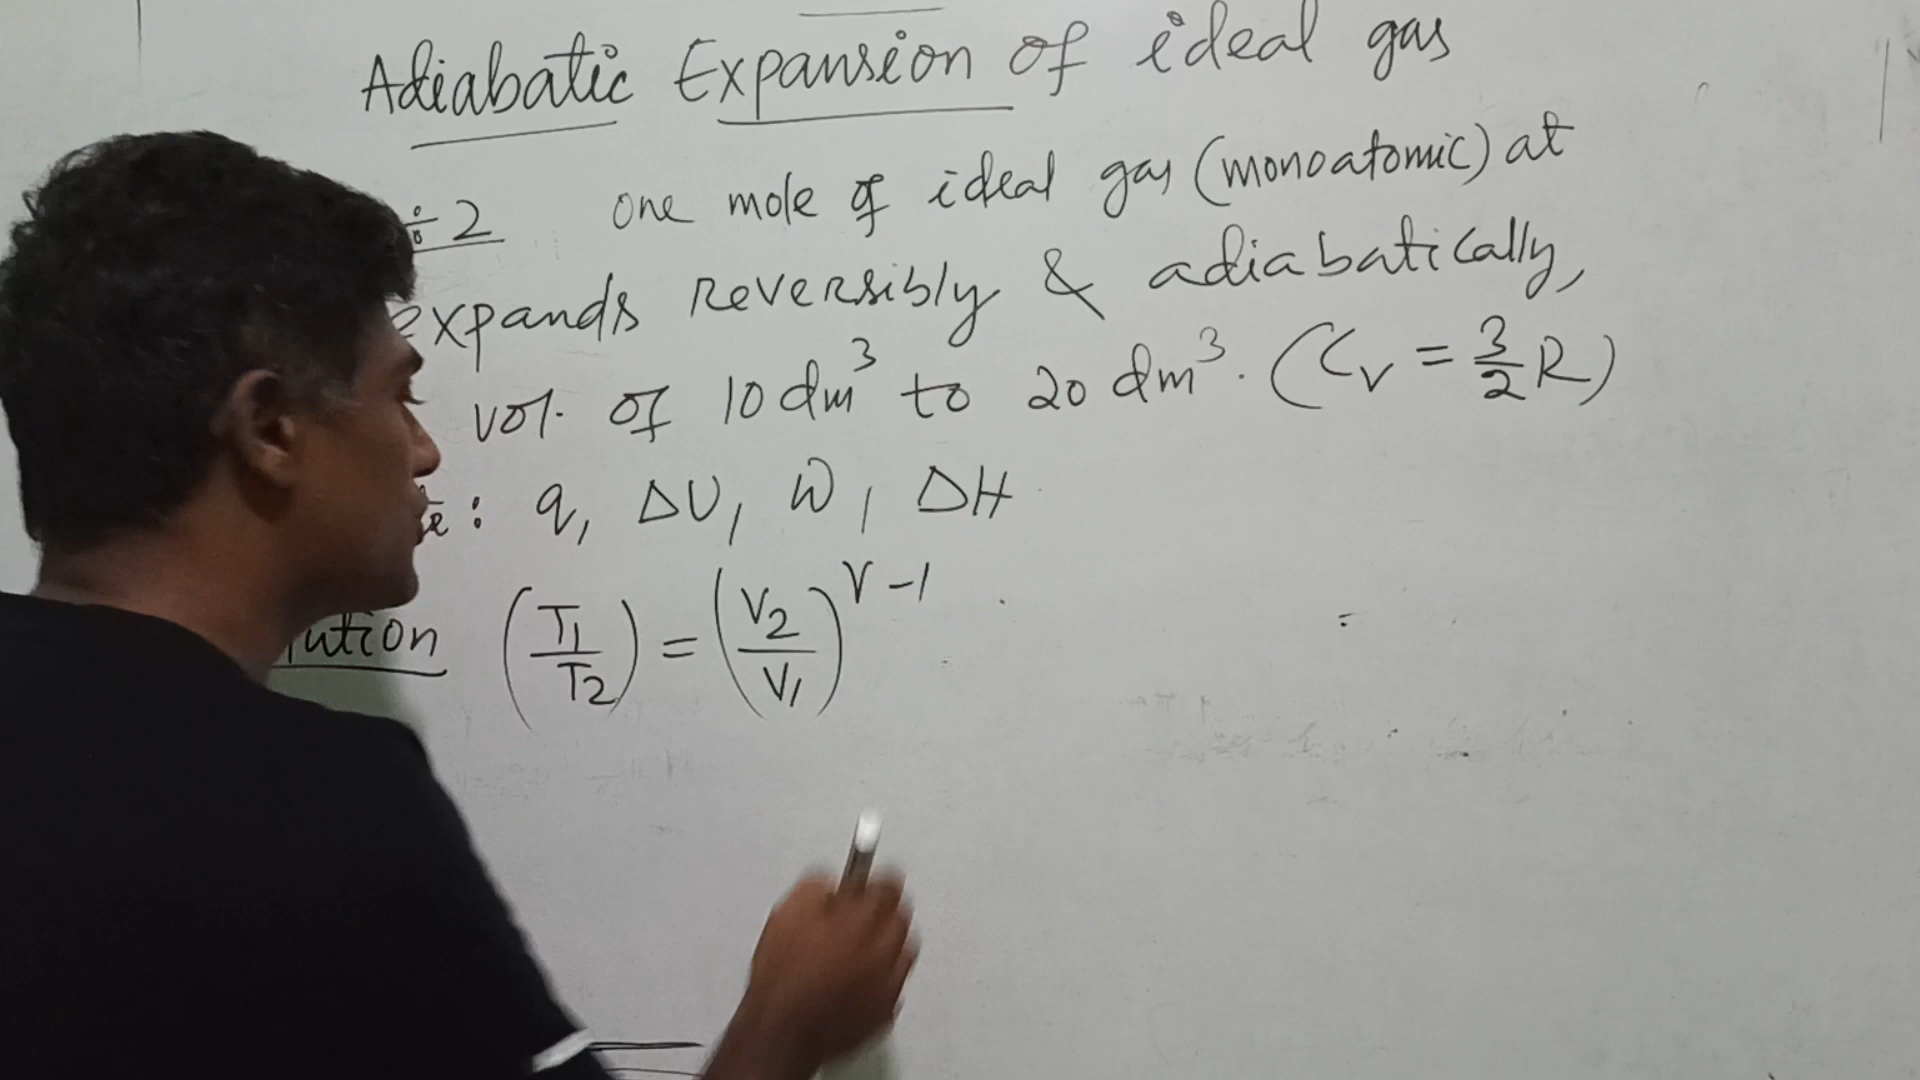 Adiabatic Expansion of ideal gas
÷2 one mole of ideal gas (monoatomic) at
expands reversibly & adiabatically,
vol. of 10 dm³ to 20 dm³. (Cv = 3/2 R)
: q, ΔU, W, ΔH
ution (T1/T2) = (V2/V1)^γ-1